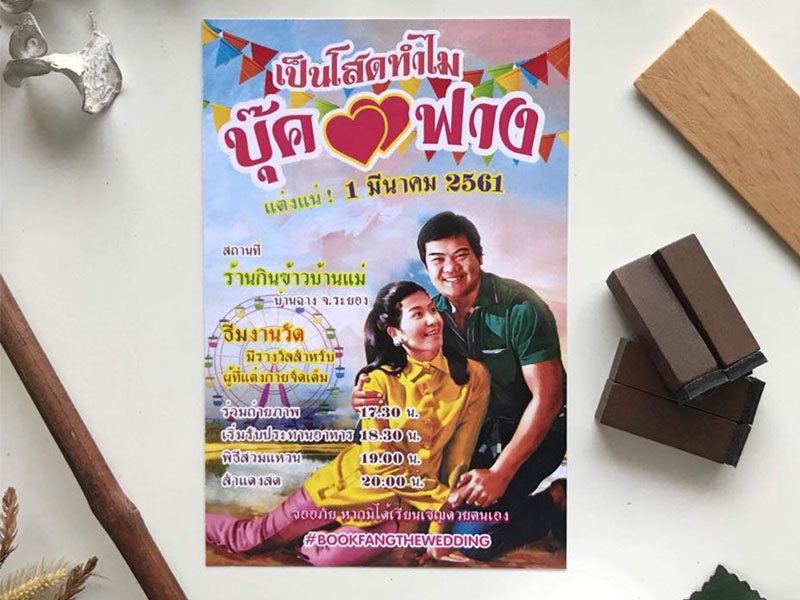 เป็นโสดทำไม
บุ๊ค ฟาง
แต่งแน่! 1 มีนาคม 2561
สถานที่
ร้านกินข้าวบ้านแม่
บ้านฉาง จ.ระยอง
ธีมงานวัด
มีรางวัลสำหรับ
ผู้ที่แต่งกายจัดเต็ม
ร่วมถ่ายภาพ 17.30 น.
เริ่มรับประทานอาหาร 18.30 น.
พิธีสวมแหวน 19.00 น.
รำแดงสด 20.00 น.
ขออภัย หากมิได้เรียนเชิญด้วยตนเอง
#BOOKFANGTHEWEDDING